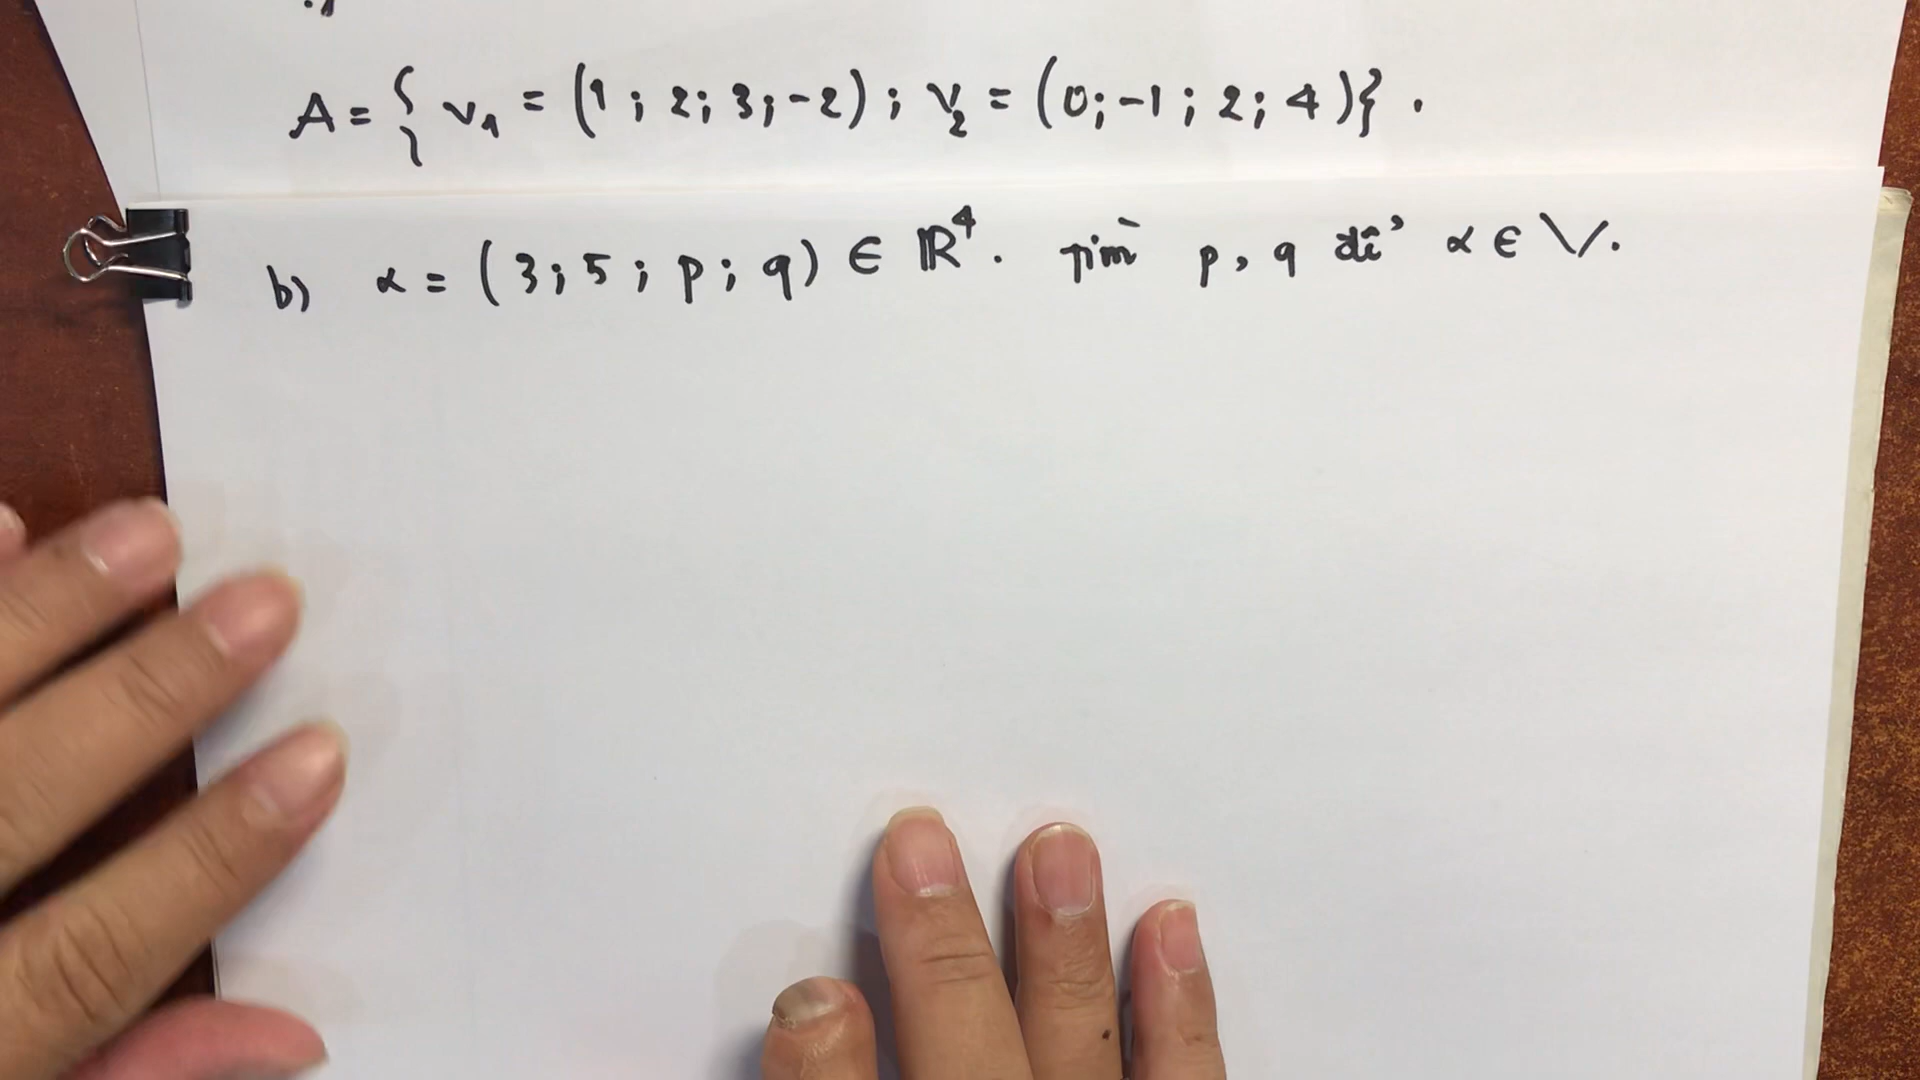 A = { v₁ = (1; 2; 3; -2); v₂ = (0; -1; 2; 4)}.
b) α = (3; 5; p; q) ∈ ℝ⁴. Tìm p, q để α ∈ V.